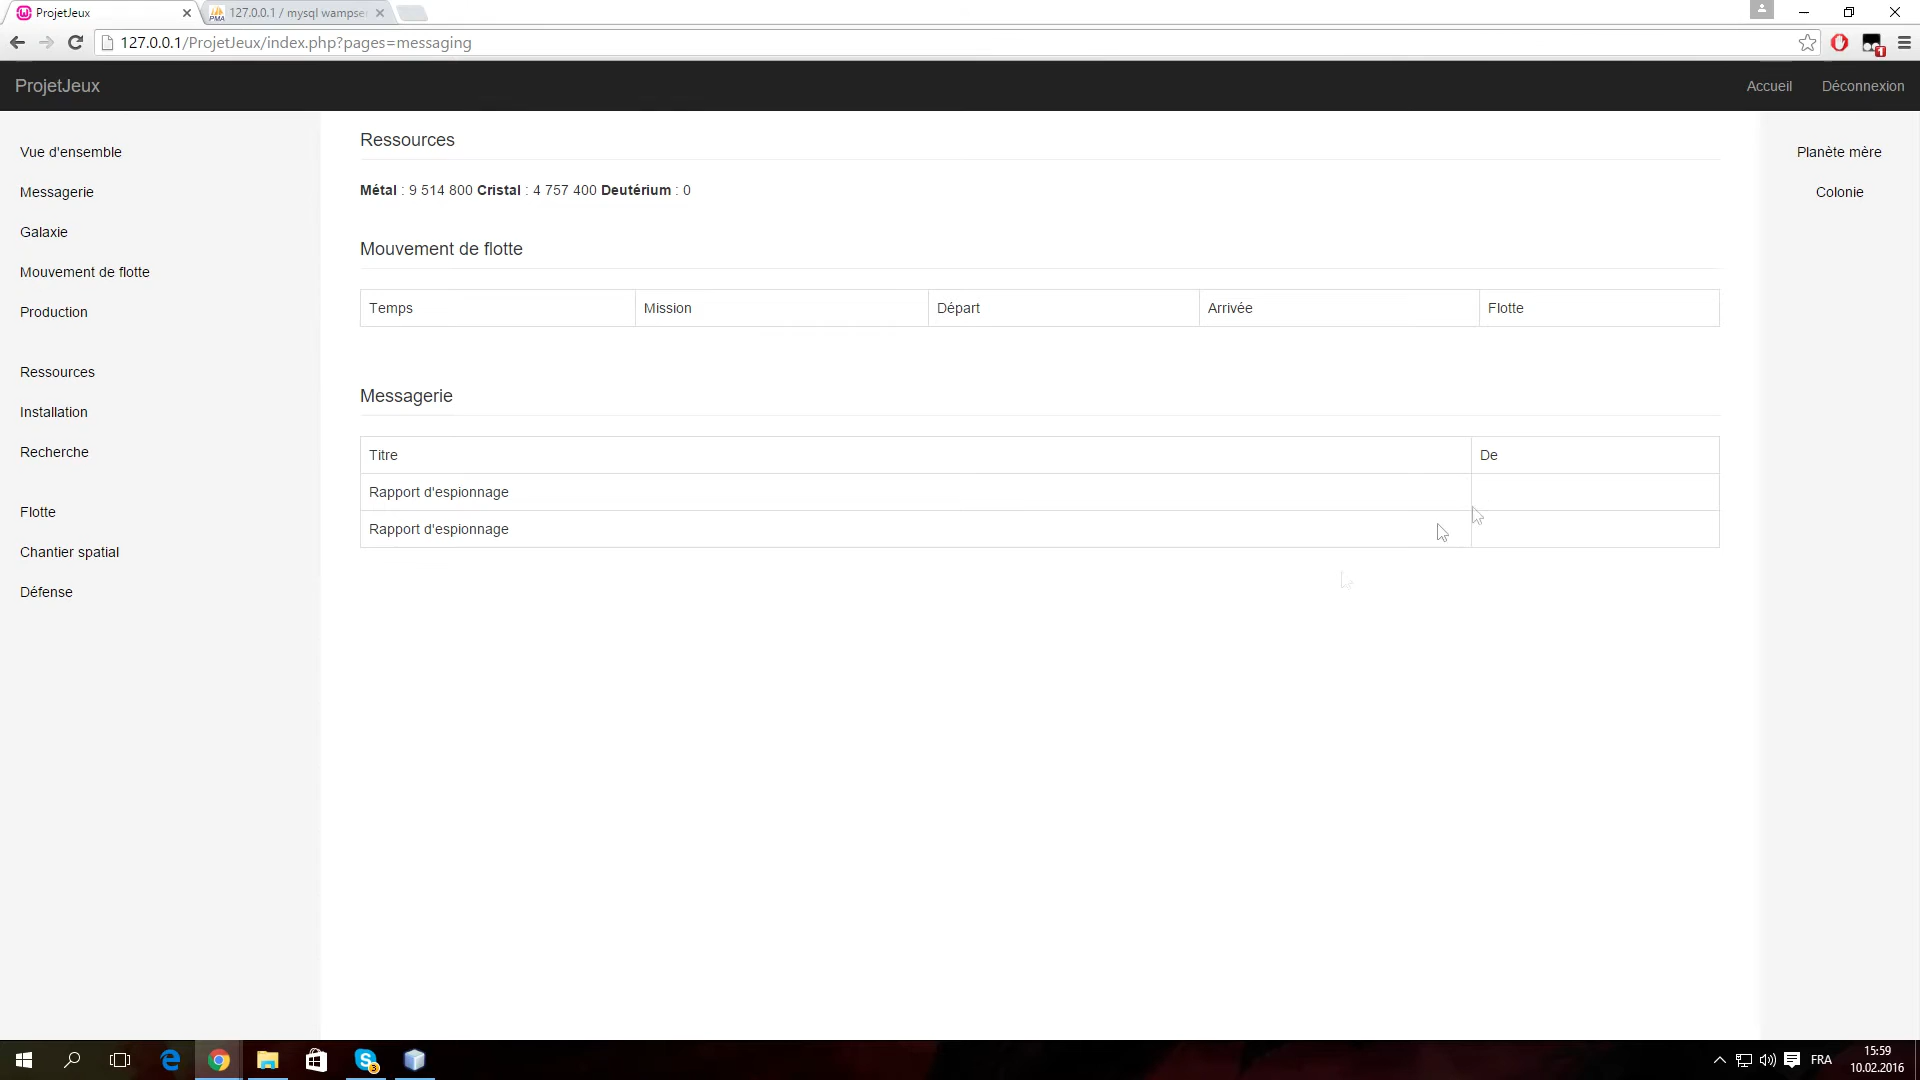 ProjetJeux
127.0.0.1 / mysql wampse
127.0.0.1/ProjetJeux/index.php?pages=messaging
1
ProjetJeux
Accueil
Déconnexion
Vue d'ensemble
Messagerie
Galaxie
Mouvement de flotte
Production
Ressources
Installation
Recherche
Flotte
Chantier spatial
Défense
Ressources
Métal : 9 514 800 Cristal : 4 757 400 Deutérium : 0
Mouvement de flotte
Temps Mission Départ Arrivée Flotte
Messagerie
Titre De
Rapport d'espionnage
Rapport d'espionnage
Planète mère
Colonie
3
FRA
15:59
10.02.2016